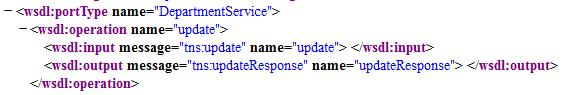 − <wsdl:portType name="DepartmentService">
− <wsdl:operation name="update">
<wsdl:input message="tns:update" name="update"> </wsdl:input>
<wsdl:output message="tns:updateResponse" name="updateResponse"> </wsdl:output>
</wsdl:operation>